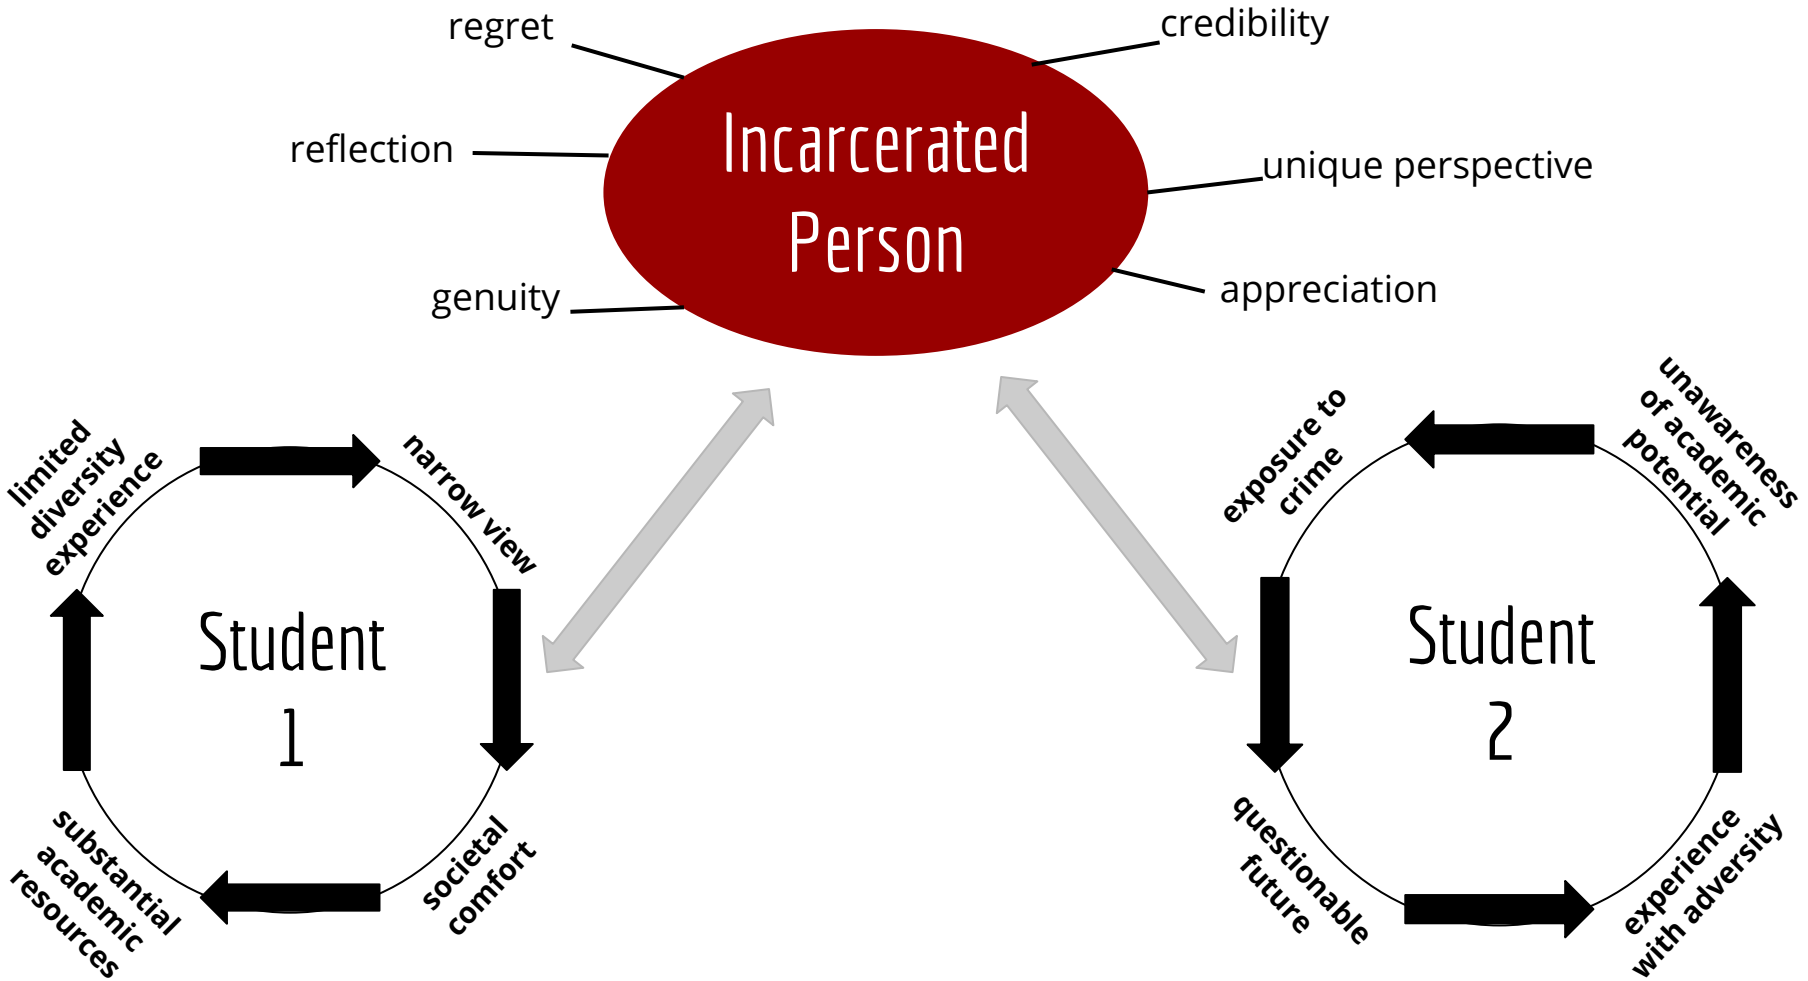 regret
credibility
reflection
unique perspective
genuity
appreciation
Incarcerated
Person
limited
diversity
experience
narrow view
societal
comfort
substantial
academic
resources
Student
1
exposure to
crime
unawareness
of academic
potential
questionable
future
experience
with adversity
Student
2